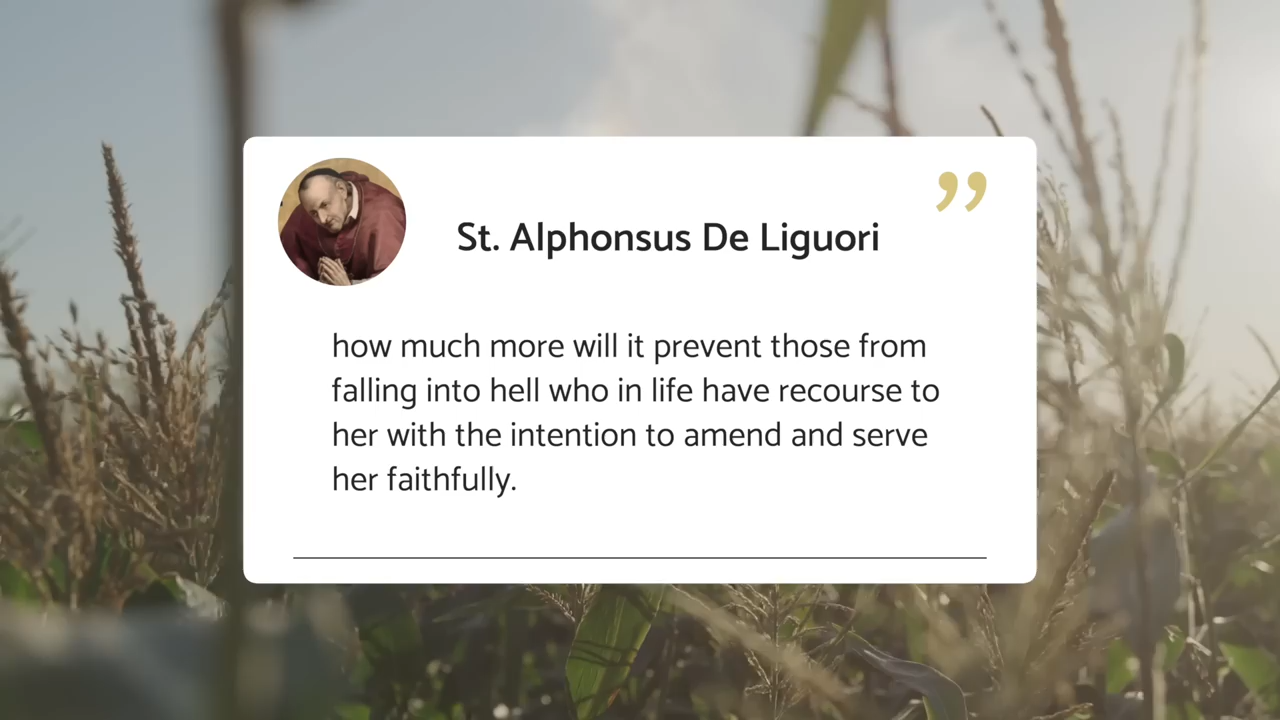 St. Alphonsus De Liguori
”
how much more will it prevent those from
falling into hell who in life have recourse to
her with the intention to amend and serve
her faithfully.